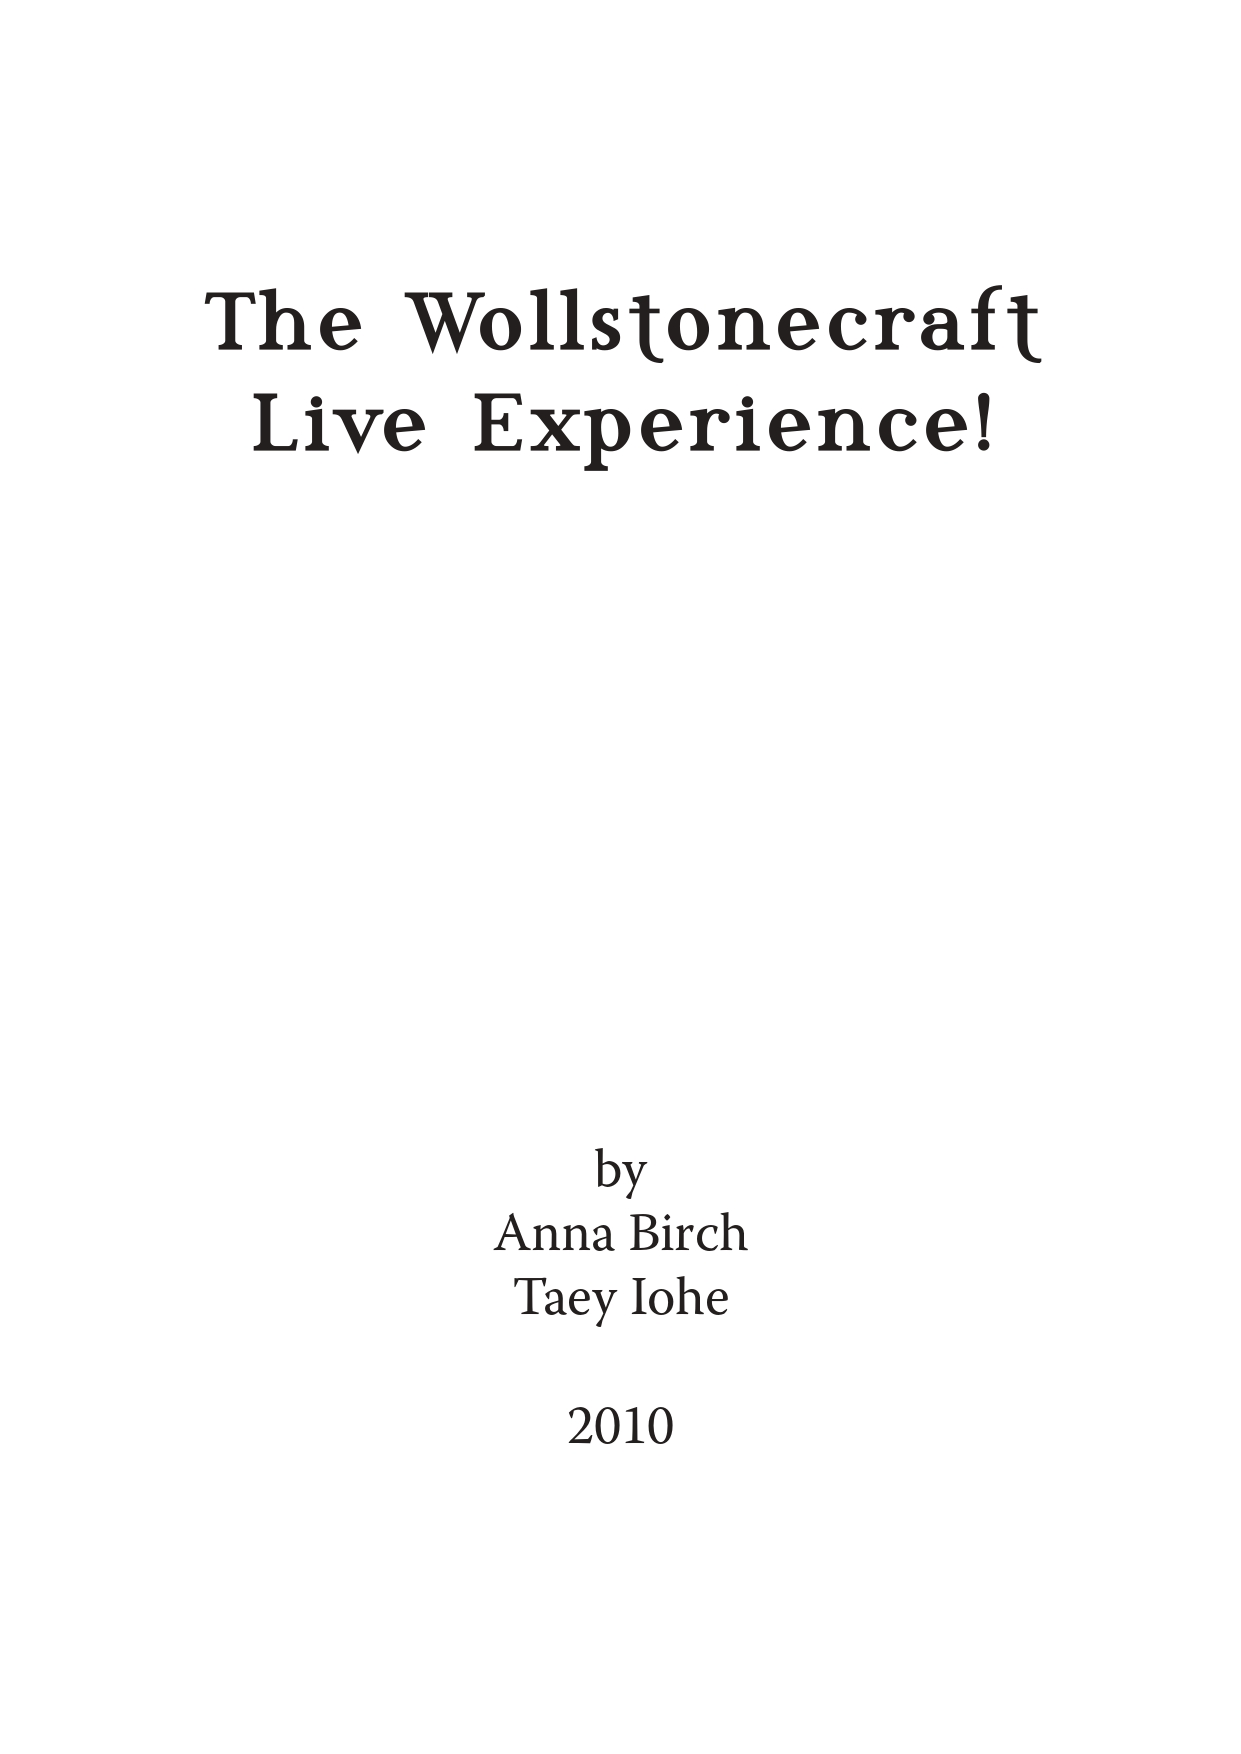 The Wollstonecraft
Live Experience!
by
Anna Birch
Taey Iohe
2010